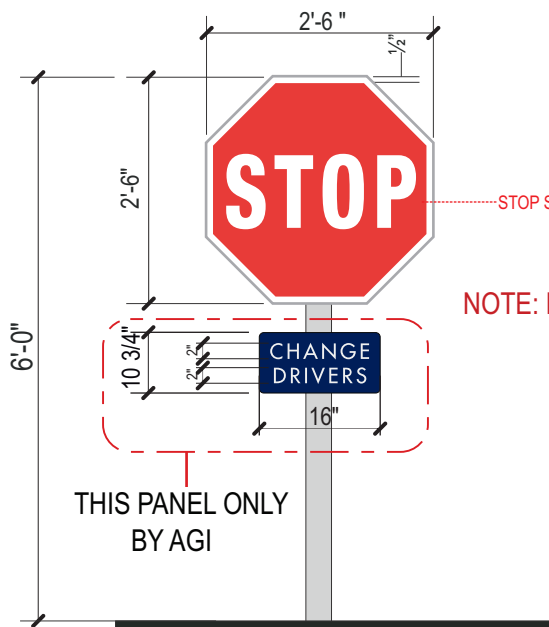 2'-6 "
½"
2'-6"
STOP
STOP S
NOTE:
6'-0"
10 3/4"
2"
2"
CHANGE
DRIVERS
16"
THIS PANEL ONLY
BY AGI